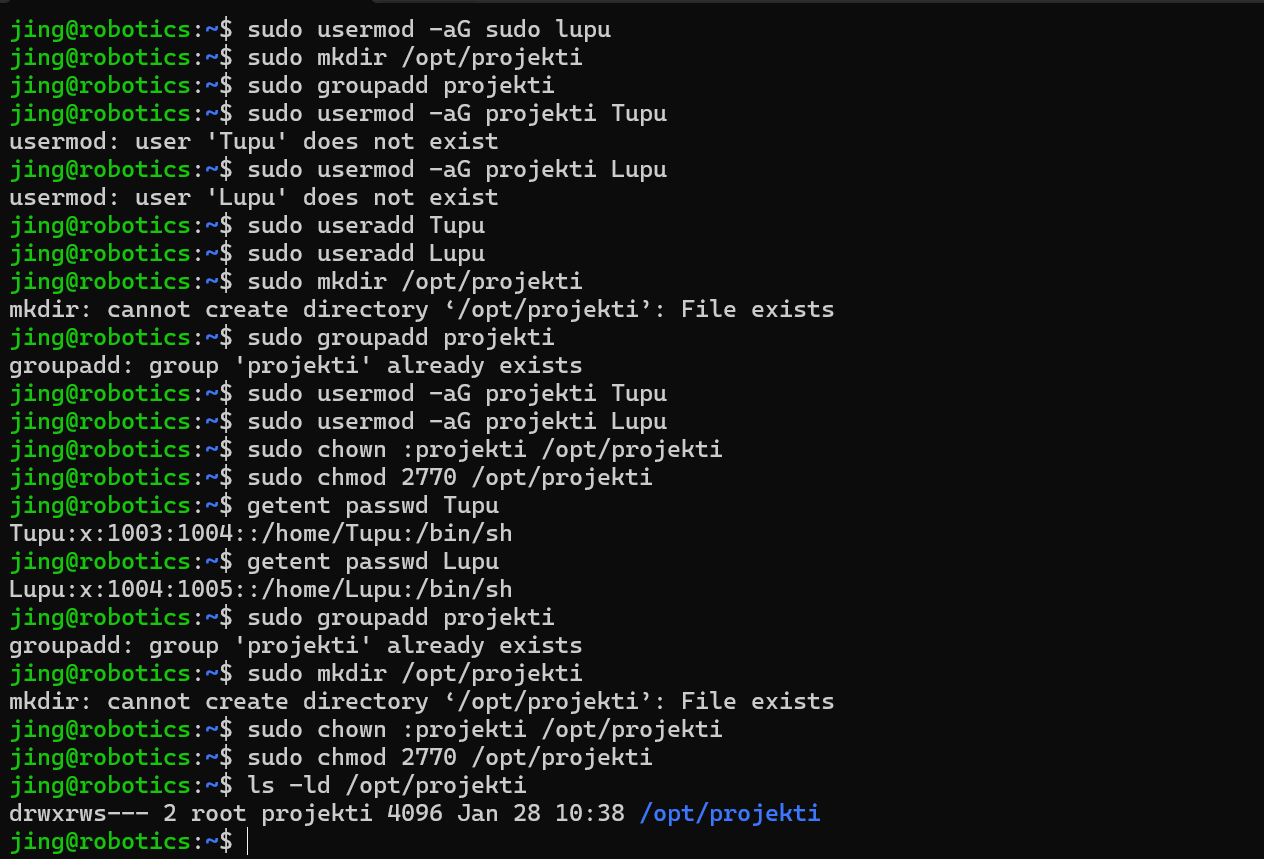 jing@robotics:~$ sudo usermod -aG sudo lupu
jing@robotics:~$ sudo mkdir /opt/projekti
jing@robotics:~$ sudo groupadd projekti
jing@robotics:~$ sudo usermod -aG projekti Tupu
usermod: user 'Tupu' does not exist
jing@robotics:~$ sudo usermod -aG projekti Lupu
usermod: user 'Lupu' does not exist
jing@robotics:~$ sudo useradd Tupu
jing@robotics:~$ sudo useradd Lupu
jing@robotics:~$ sudo mkdir /opt/projekti
mkdir: cannot create directory ‘/opt/projekti’: File exists
jing@robotics:~$ sudo groupadd projekti
groupadd: group 'projekti' already exists
jing@robotics:~$ sudo usermod -aG projekti Tupu
jing@robotics:~$ sudo usermod -aG projekti Lupu
jing@robotics:~$ sudo chown :projekti /opt/projekti
jing@robotics:~$ sudo chmod 2770 /opt/projekti
jing@robotics:~$ getent passwd Tupu
Tupu:x:1003:1004::/home/Tupu:/bin/sh
jing@robotics:~$ getent passwd Lupu
Lupu:x:1004:1005::/home/Lupu:/bin/sh
jing@robotics:~$ sudo groupadd projekti
groupadd: group 'projekti' already exists
jing@robotics:~$ sudo mkdir /opt/projekti
mkdir: cannot create directory ‘/opt/projekti’: File exists
jing@robotics:~$ sudo chown :projekti /opt/projekti
jing@robotics:~$ sudo chmod 2770 /opt/projekti
jing@robotics:~$ ls -ld /opt/projekti
drwxrws--- 2 root projekti 4096 Jan 28 10:38 /opt/projekti
jing@robotics:~$